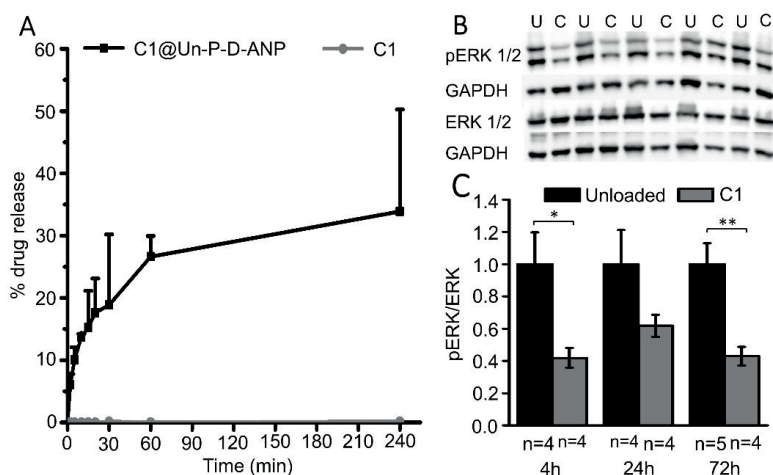 A
C1@Un-P-D-ANP
C1
% drug release
60
50
40
30
20
10
0
0 30 60 90 120 150 180 210 240
Time (min)
B
U C U C U C U C U C
pERK 1/2
GAPDH
ERK 1/2
GAPDH
C
Unloaded
C1
* **
pERK/ERK
1.4
1.2
1.0
0.8
0.6
0.4
0.2
0.0
n=4 n=4 n=4 n=4 n=5 n=4
4h 24h 72h